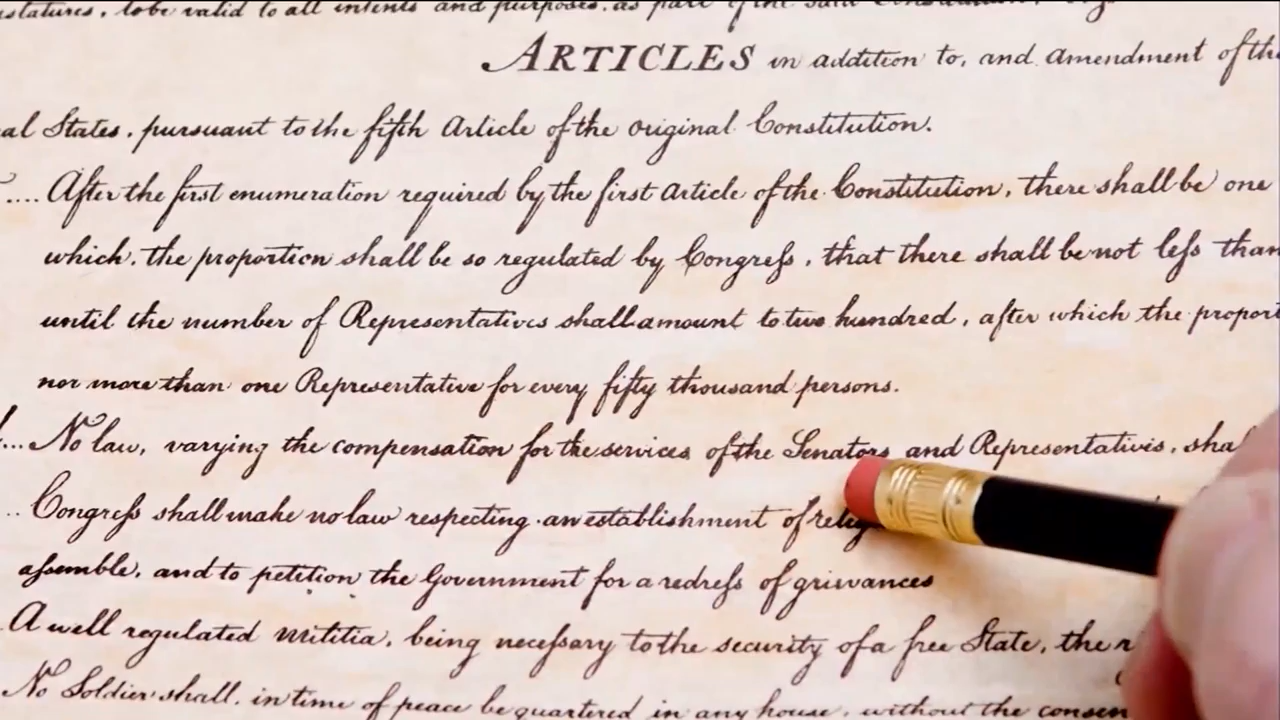 statures, to be valid to all intents and purposes, as part of the said Constitution,
ARTICLES in addition to, and Amendment of the
al States, pursuant to the fifth Article of the original Constitution.
.... After the first enumeration required by the first Article of the Constitution, there shall be one
which, the proportion shall be so regulated by Congreſs, that there shall be not leſs than
until the number of Representatives shall amount to two hundred, after which the proport
nor more than one Representative for every fifty thousand persons.
... No law, varying the compensation for the services of the Senators and Representatives, sha
.. Congreſs shall make no law respecting an establishment of relig
aſsemble, and to petition the Government for a redreſs of grievances
A well regulated Militia, being neceſsary to the security of a free State, the r
No Soldier shall, in time of peace be quartered in any house, without the consen